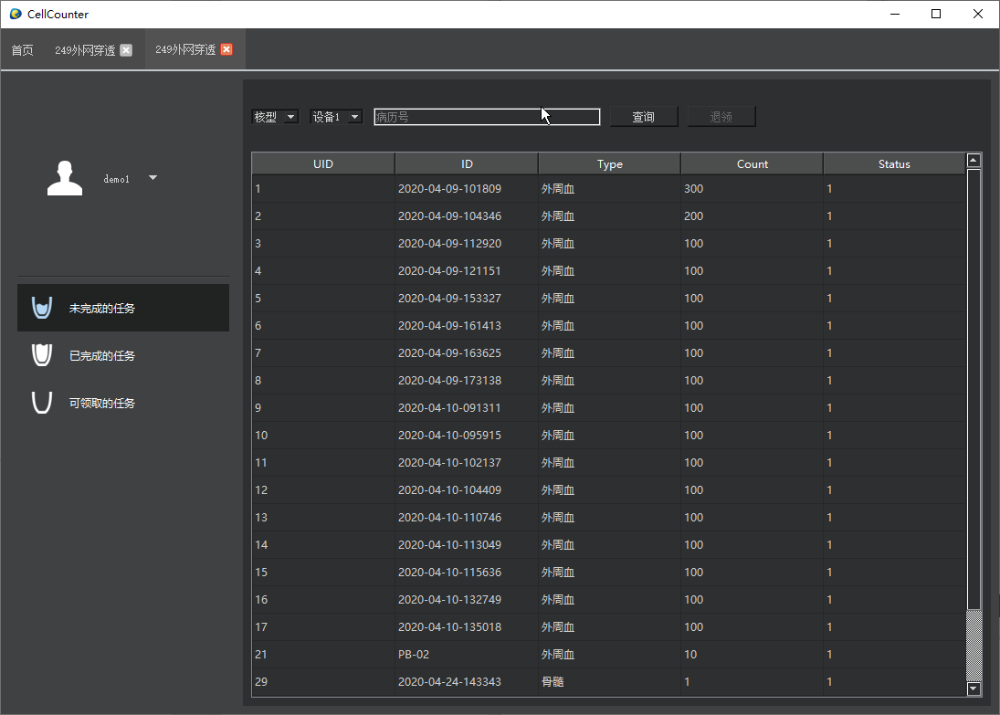 CellCounter
首页 249外网穿透 249外网穿透
核型 设备1 病历号 查询 退领
demo1
未完成的任务
已完成的任务
可领取的任务
UID ID Type Count Status
1 2020-04-09-101809 外周血 300 1
2 2020-04-09-104346 外周血 200 1
3 2020-04-09-112920 外周血 100 1
4 2020-04-09-121151 外周血 100 1
5 2020-04-09-153327 外周血 100 1
6 2020-04-09-161413 外周血 100 1
7 2020-04-09-163625 外周血 100 1
8 2020-04-09-173138 外周血 100 1
9 2020-04-10-091311 外周血 100 1
10 2020-04-10-095915 外周血 100 1
11 2020-04-10-102137 外周血 100 1
12 2020-04-10-104409 外周血 100 1
13 2020-04-10-110746 外周血 100 1
14 2020-04-10-113049 外周血 100 1
15 2020-04-10-115636 外周血 100 1
16 2020-04-10-132749 外周血 100 1
17 2020-04-10-135018 外周血 100 1
21 PB-02 外周血 10 1
29 2020-04-24-143343 骨髓 1 1